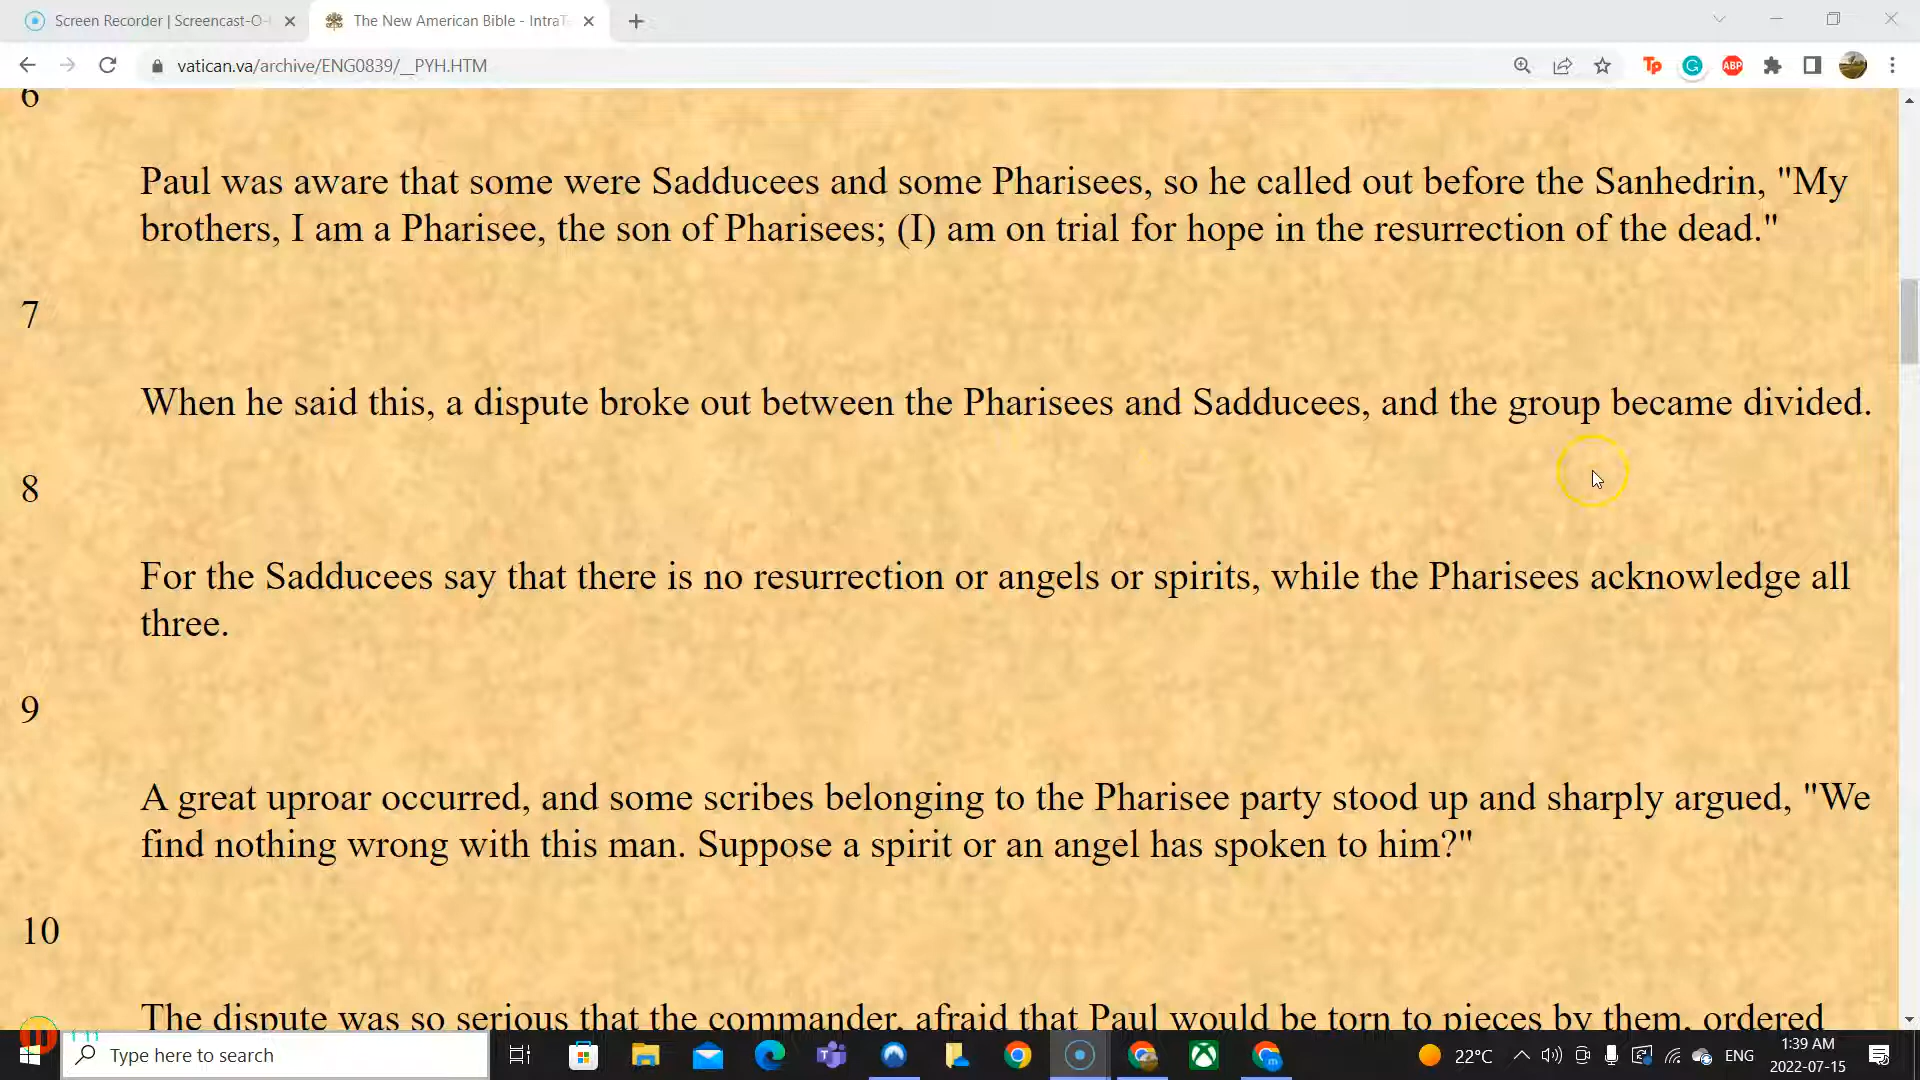 Screen Recorder | Screencast-O-
The New American Bible - IntraTe
vatican.va/archive/ENG0839/__PYH.HTM
6
Paul was aware that some were Sadducees and some Pharisees, so he called out before the Sanhedrin, "My
brothers, I am a Pharisee, the son of Pharisees; (I) am on trial for hope in the resurrection of the dead."
7
When he said this, a dispute broke out between the Pharisees and Sadducees, and the group became divided.
8
For the Sadducees say that there is no resurrection or angels or spirits, while the Pharisees acknowledge all
three.
9
A great uproar occurred, and some scribes belonging to the Pharisee party stood up and sharply argued, "We
find nothing wrong with this man. Suppose a spirit or an angel has spoken to him?"
10
The dispute was so serious that the commander, afraid that Paul would be torn to pieces by them, ordered
Type here to search
22°C
ENG
1:39 AM
2022-07-15